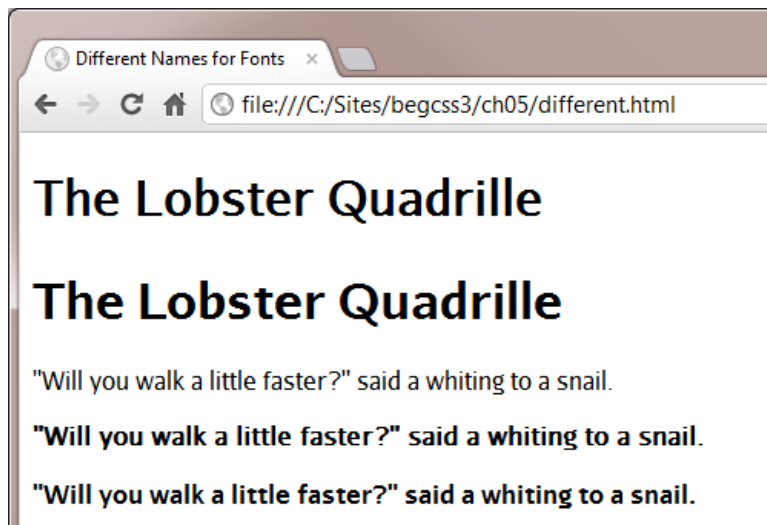 Different Names for Fonts
file:///C:/Sites/begcss3/ch05/different.html
The Lobster Quadrille
The Lobster Quadrille
"Will you walk a little faster?" said a whiting to a snail.
"Will you walk a little faster?" said a whiting to a snail.
"Will you walk a little faster?" said a whiting to a snail.